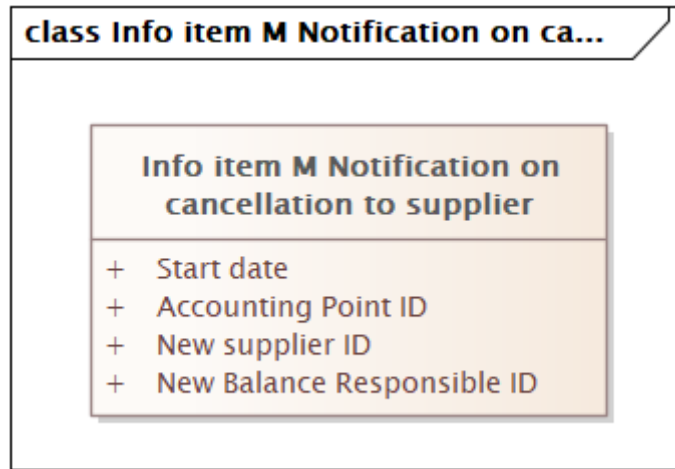 class Info item M Notification on ca...
Info item M Notification on
cancellation to supplier
+ Start date
+ Accounting Point ID
+ New supplier ID
+ New Balance Responsible ID